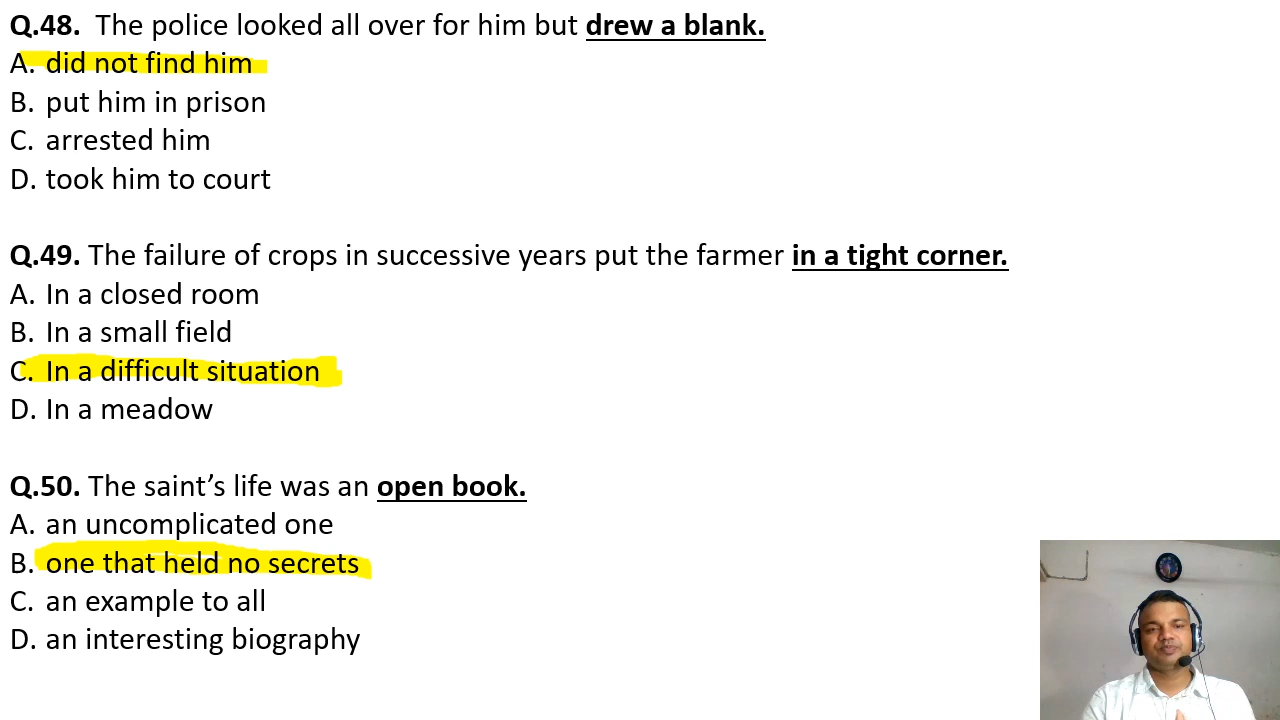 Q.48. The police looked all over for him but drew a blank.
A. did not find him
B. put him in prison
C. arrested him
D. took him to court
Q.49. The failure of crops in successive years put the farmer in a tight corner.
A. In a closed room
B. In a small field
C. In a difficult situation
D. In a meadow
Q.50. The saint’s life was an open book.
A. an uncomplicated one
B. one that held no secrets
C. an example to all
D. an interesting biography